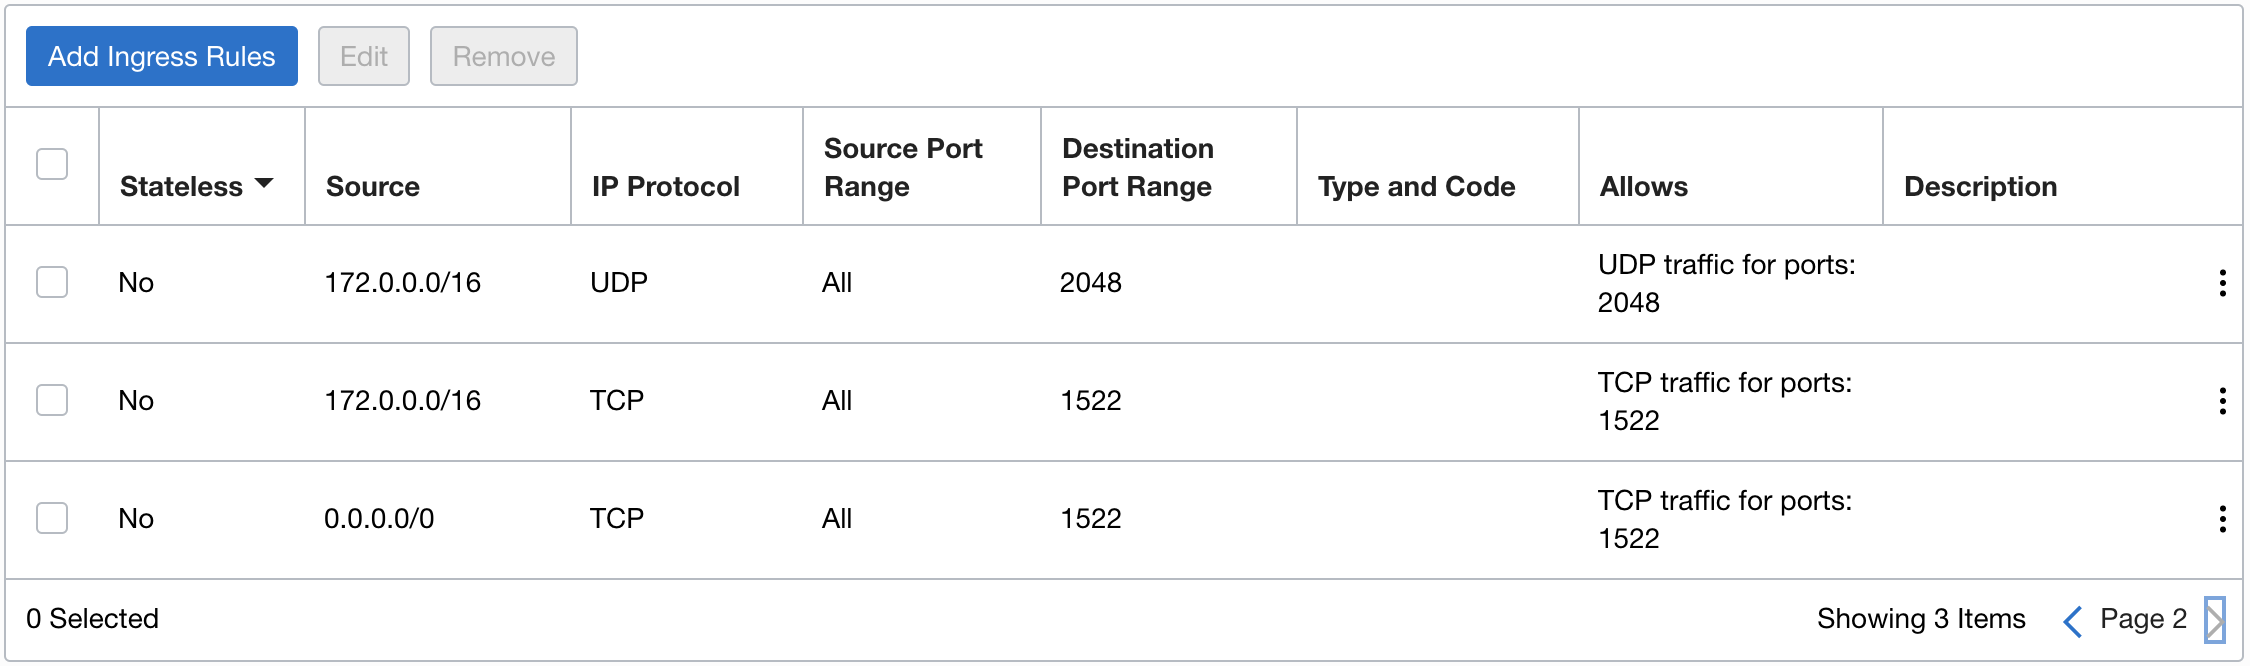 Add Ingress Rules Edit Remove
Stateless Source IP Protocol Source Port Range Destination Port Range Type and Code Allows Description
No 172.0.0.0/16 UDP All 2048 UDP traffic for ports: 2048
No 172.0.0.0/16 TCP All 1522 TCP traffic for ports: 1522
No 0.0.0.0/0 TCP All 1522 TCP traffic for ports: 1522
0 Selected Showing 3 Items Page 2